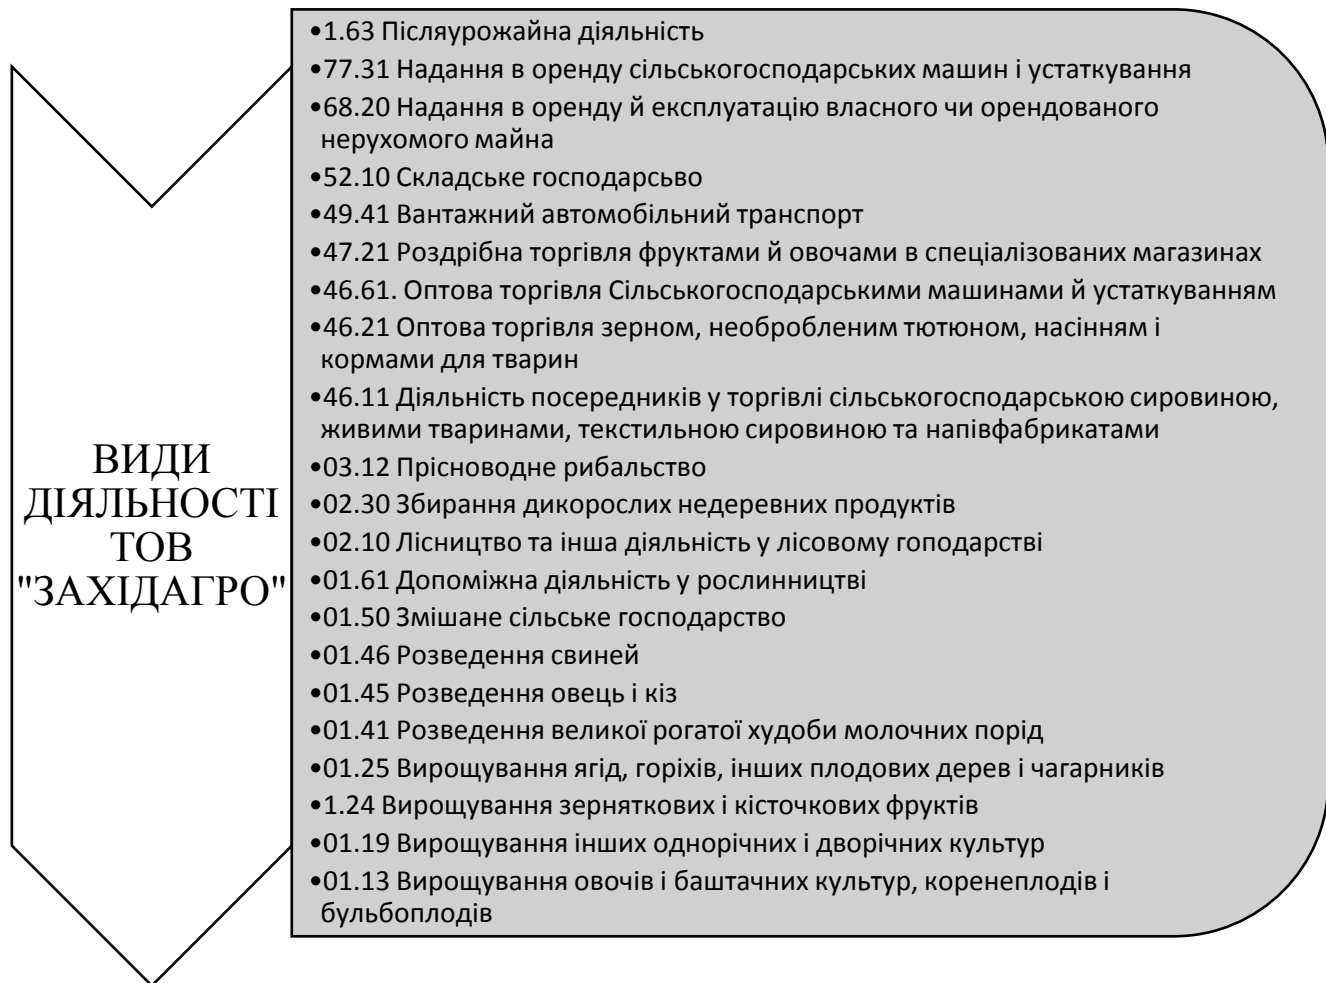 ВИДИ
ДІЯЛЬНОСТІ
ТОВ
"ЗАХІДАГРО"
•1.63 Післяурожайна діяльність
•77.31 Надання в оренду сільськогосподарських машин і устаткування
•68.20 Надання в оренду й експлуатацію власного чи орендованого
нерухомого майна
•52.10 Складське господарсьво
•49.41 Вантажний автомобільний транспорт
•47.21 Роздрібна торгівля фруктами й овочами в спеціалізованих магазинах
•46.61. Оптова торгівля Сільськогосподарськими машинами й устаткуванням
•46.21 Оптова торгівля зерном, необробленим тютюном, насінням і
кормами для тварин
•46.11 Діяльність посередників у торгівлі сільськогосподарською сировиною,
живими тваринами, текстильною сировиною та напівфабрикатами
•03.12 Прісноводне рибальство
•02.30 Збирання дикорослих недеревних продуктів
•02.10 Лісництво та інша діяльність у лісовому гоподарстві
•01.61 Допоміжна діяльність у рослинництві
•01.50 Змішане сільське господарство
•01.46 Розведення свиней
•01.45 Розведення овець і кіз
•01.41 Розведення великої рогатої худоби молочних порід
•01.25 Вирощування ягід, горіхів, інших плодових дерев і чагарників
•1.24 Вирощування зерняткових і кісточкових фруктів
•01.19 Вирощування інших однорічних і дворічних культур
•01.13 Вирощування овочів і баштачних культур, коренеплодів і
бульбоплодів